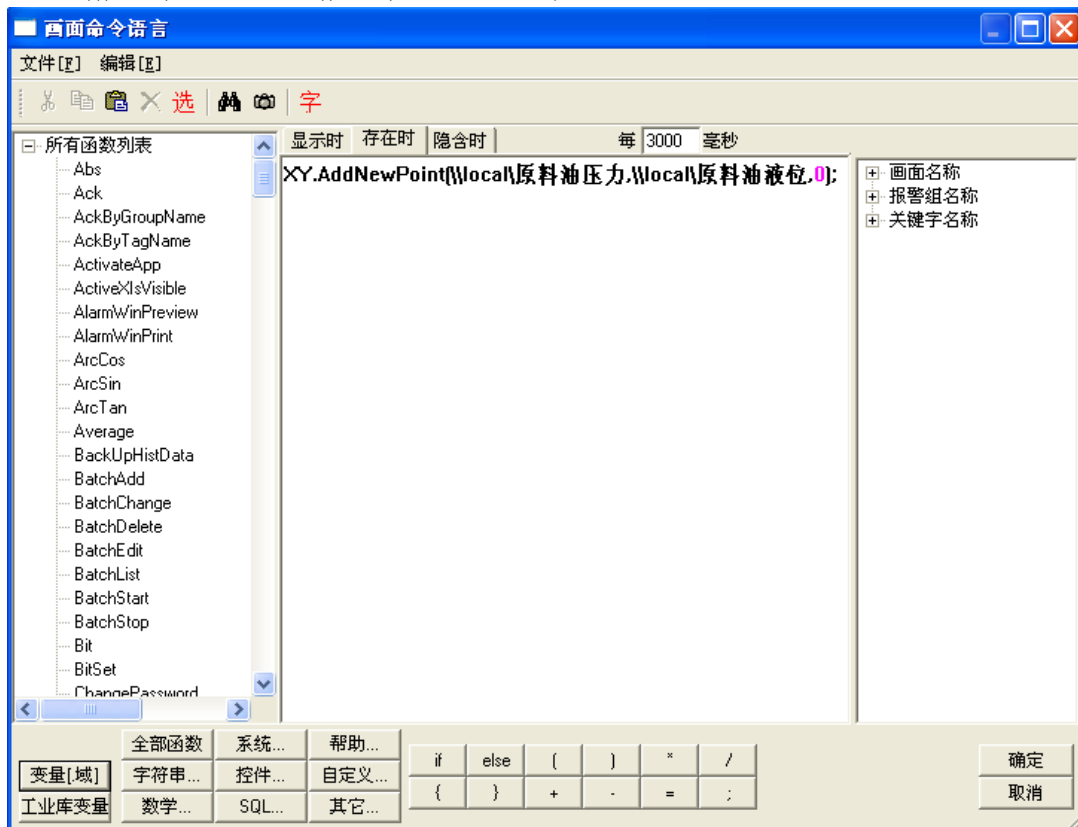 画面命令语言
文件[F] 编辑[E]
选 字
所有函数列表
Abs
Ack
AckByGroupName
AckByTagName
ActivateApp
ActiveXIsVisible
AlarmWinPreview
AlarmWinPrint
ArcCos
ArcSin
ArcTan
Average
BackUpHistData
BatchAdd
BatchChange
BatchDelete
BatchEdit
BatchList
BatchStart
BatchStop
Bit
BitSet
ChangePassword
显示时 存在时 隐含时 每 3000 毫秒
XY.AddNewPoint(\\local\原料油压力,\\local\原料油液位,0);
画面名称
报警组名称
关键字名称
全部函数 系统... 帮助... if else ( ) * / 确定
变量[.域] 字符串... 控件... 自定义... { } + - = ; 取消
工业库变量 数学... SQL... 其它...